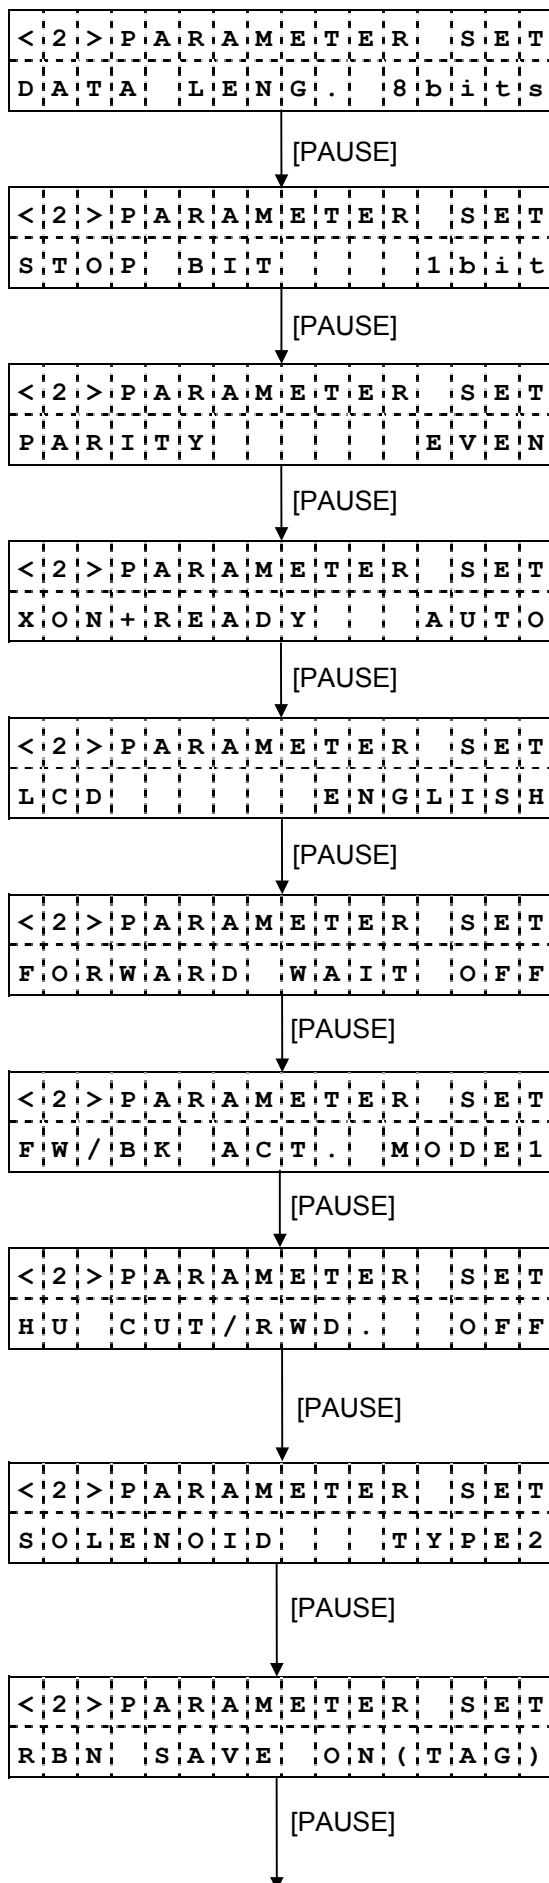 <2>PARAMETER SET
DATA LENG. 8bits
[PAUSE]
<2>PARAMETER SET
STOP BIT    1bit
[PAUSE]
<2>PARAMETER SET
PARITY      EVEN
[PAUSE]
<2>PARAMETER SET
XON+READY   AUTO
[PAUSE]
<2>PARAMETER SET
LCD      ENGLISH
[PAUSE]
<2>PARAMETER SET
FORWARD WAIT OFF
[PAUSE]
<2>PARAMETER SET
FW/BK ACT. MODE1
[PAUSE]
<2>PARAMETER SET
HU CUT/RWD.  OFF
[PAUSE]
<2>PARAMETER SET
SOLENOID   TYPE2
[PAUSE]
<2>PARAMETER SET
RBN SAVE ON(TAG)
[PAUSE]